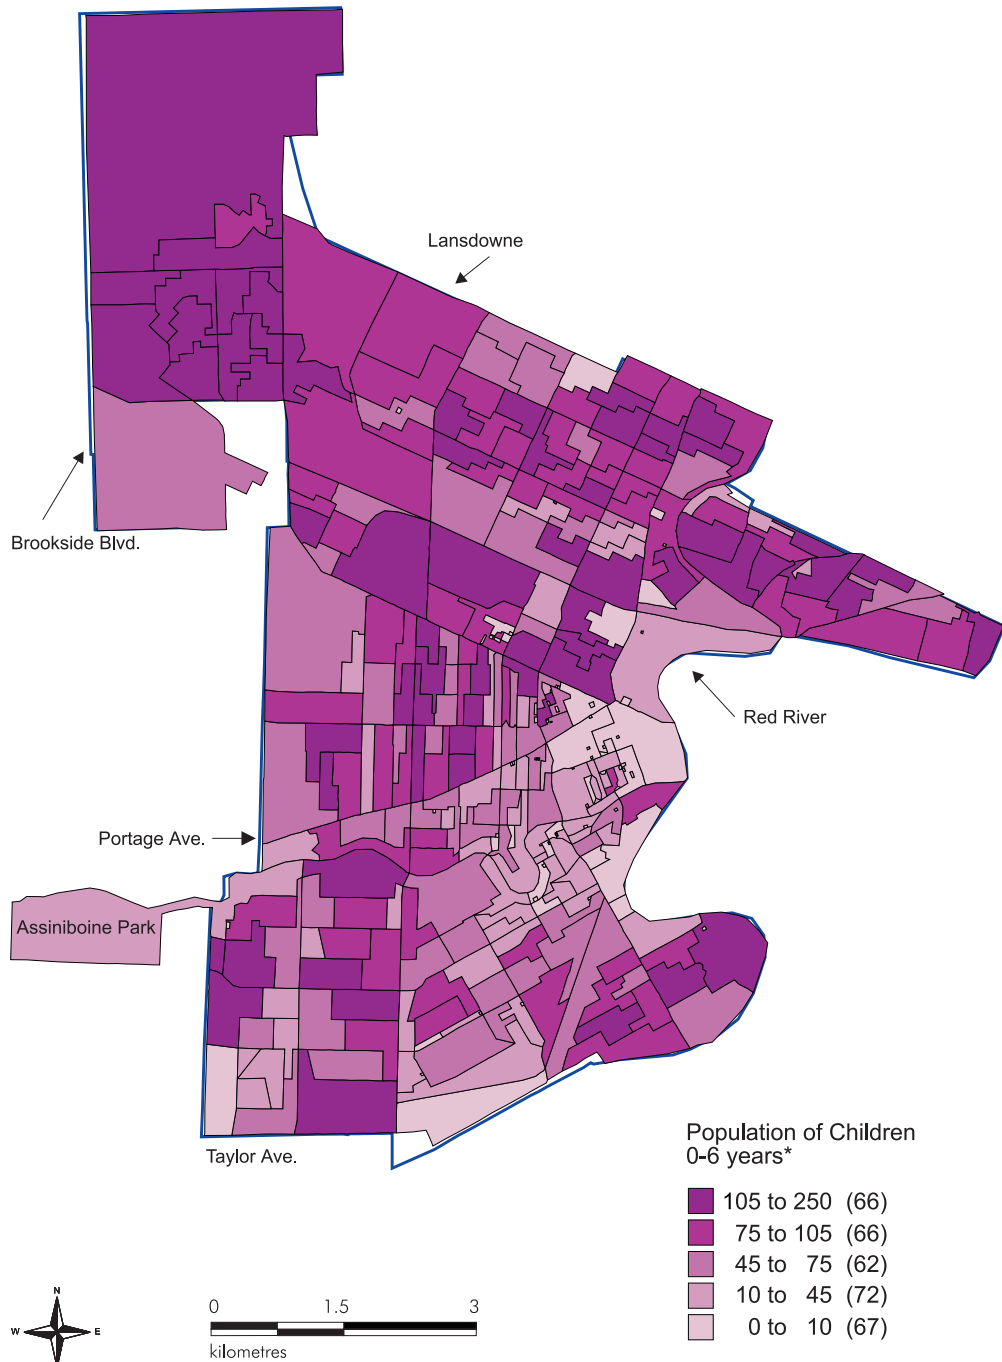 Lansdowne
Brookside Blvd.
Red River
Portage Ave.
Assiniboine Park
Taylor Ave.
Population of Children
0-6 years*
105 to 250 (66)
75 to 105 (66)
45 to 75 (62)
10 to 45 (72)
0 to 10 (67)
N
W E
S
0 1.5 3
kilometres